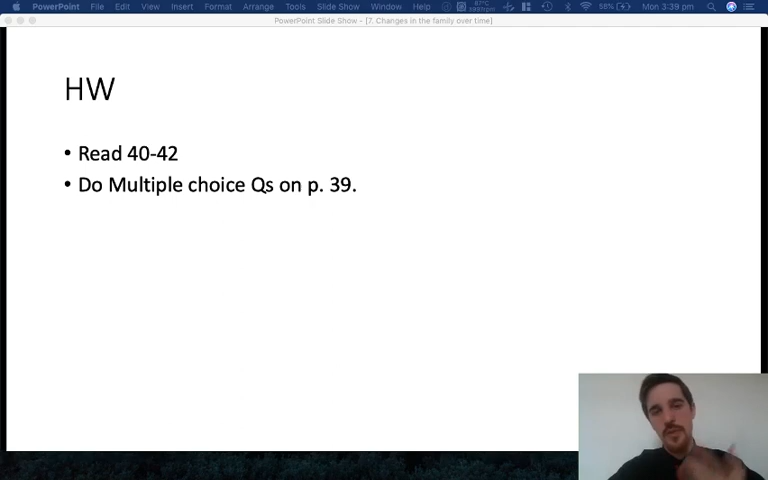 PowerPoint File Edit View Insert Format Arrange Tools Slide Show Window Help 58% Mon 3:39 pm
PowerPoint Slide Show - [7. Changes in the family over time]
HW
• Read 40-42
• Do Multiple choice Qs on p. 39.